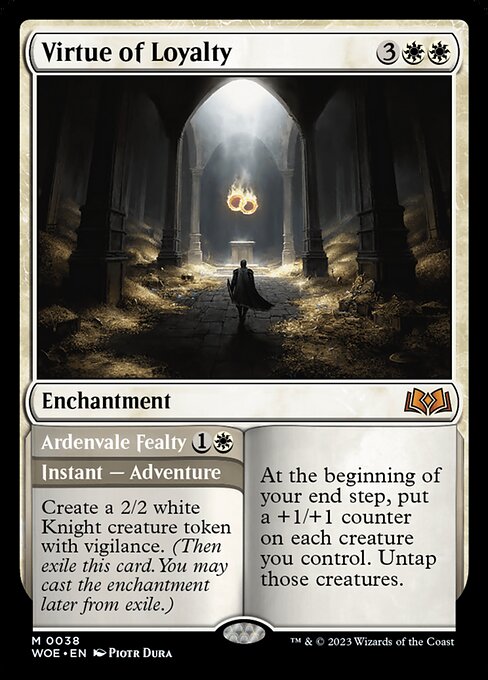 Virtue of Loyalty 3
Enchantment
Ardenvale Fealty 1
Instant — Adventure
Create a 2/2 white
Knight creature token
with vigilance. (Then
exile this card. You may
cast the enchantment
later from exile.)
At the beginning of
your end step, put
a +1/+1 counter
on each creature
you control. Untap
those creatures.
M 0038
WOE • EN Piotr Dura
™ & © 2023 Wizards of the Coast